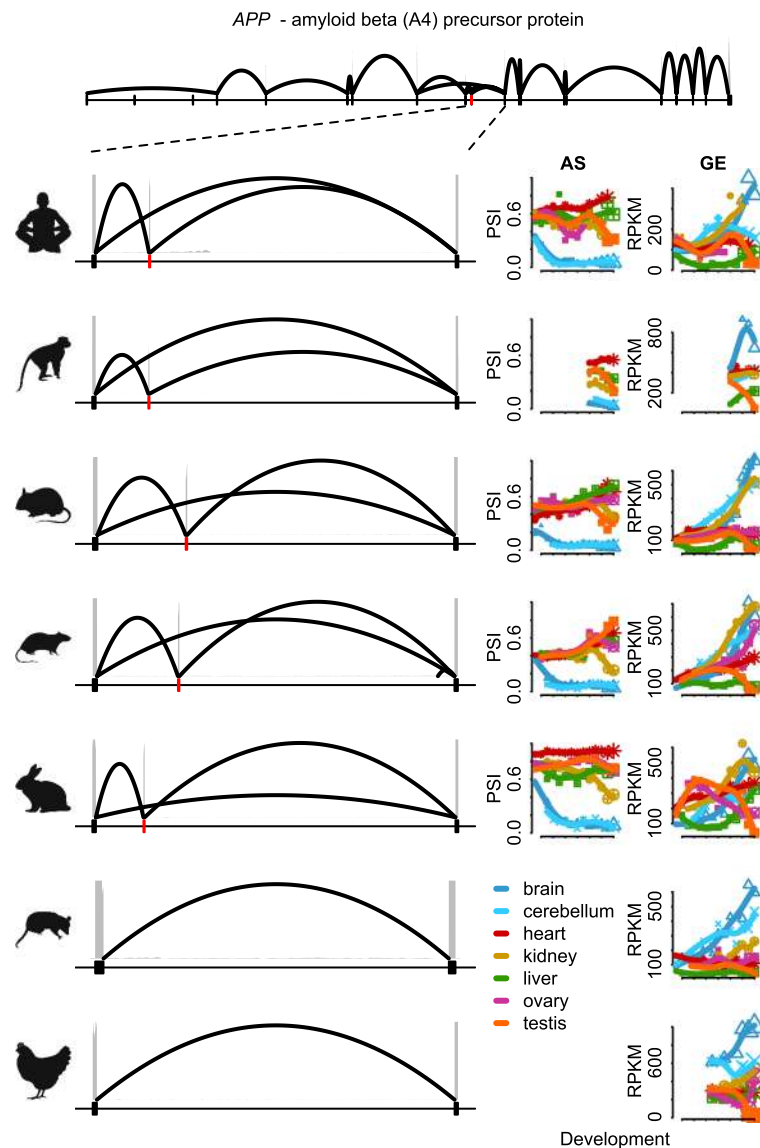 APP - amyloid beta (A4) precursor protein
AS GE
PSI 0.0 0.6 RPKM 0 200
PSI 0.0 0.6 RPKM 200 800
PSI 0.0 0.6 RPKM 100 500
PSI 0.0 0.6 RPKM 100 500
PSI 0.0 0.6 RPKM 100 500
brain
cerebellum
heart
kidney
liver
ovary
testis
RPKM 100 500
RPKM 0 600
Development